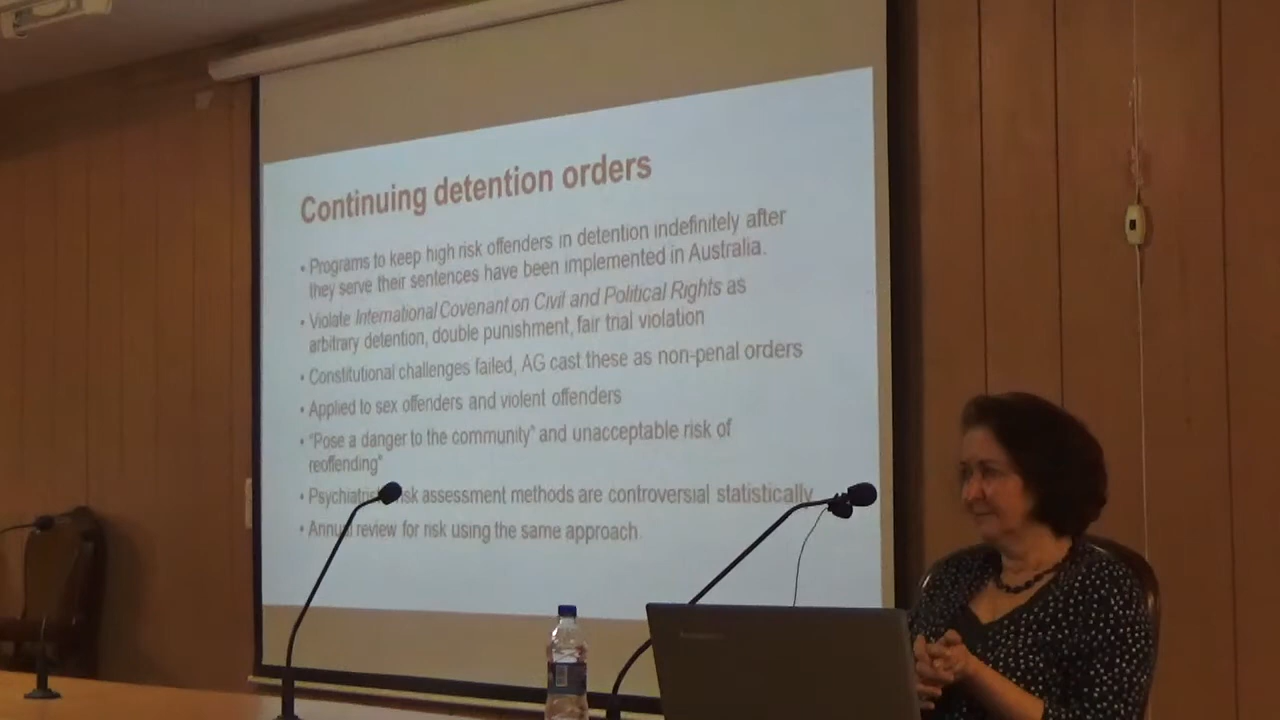 Continuing detention orders
• Programs to keep high risk offenders in detention indefinitely after
they serve their sentences have been implemented in Australia.
• Violate International Covenant on Civil and Political Rights as
arbitrary detention, double punishment, fair trial violation
• Constitutional challenges failed, AG cast these as non-penal orders
• Applied to sex offenders and violent offenders
• "Pose a danger to the community" and unacceptable risk of
reoffending"
• assessment methods are controversial statistically
• Annual review for risk using the same approach.